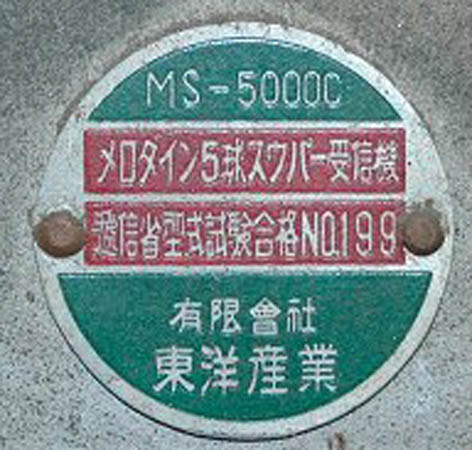 MS-5000C
メロダイン5球スウパー受信機
逓信省型式試験合格NO.199
有限會社
東洋産業